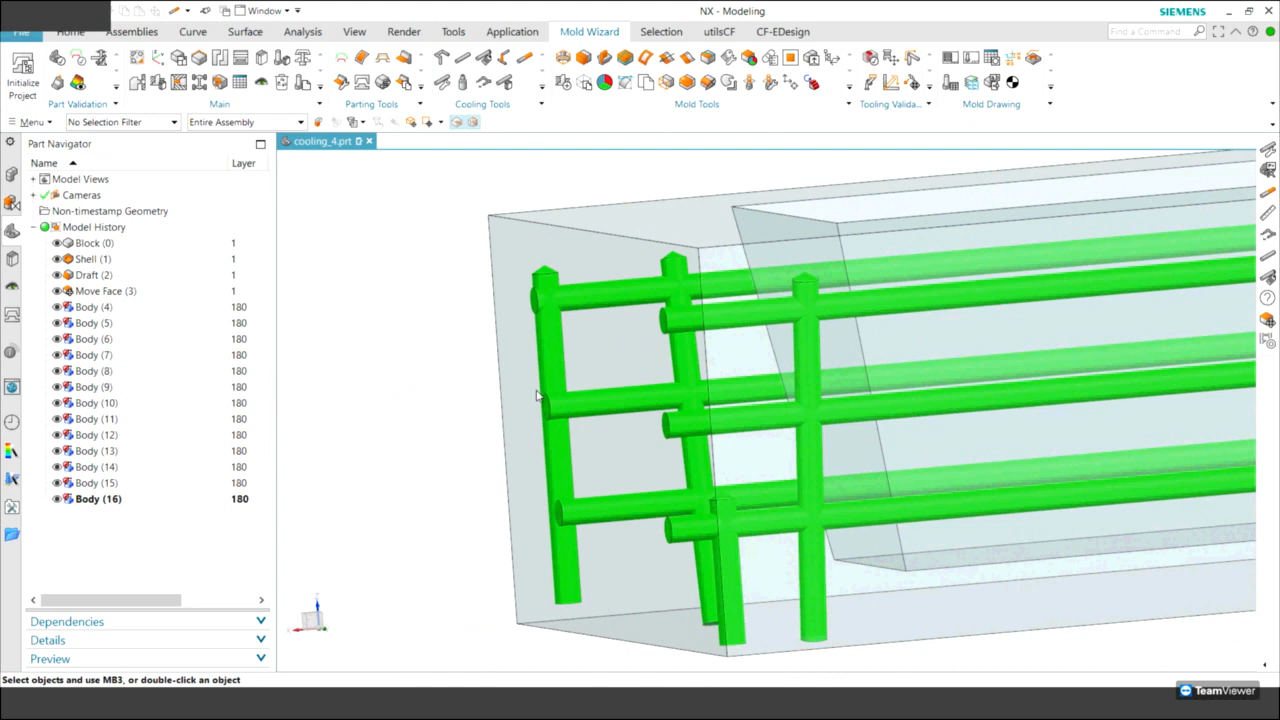 Window
NX - Modeling
SIEMENS
File Home Assemblies Curve Surface Analysis View Render Tools Application Mold Wizard Selection utilsCF CF-EDesign
Find a Command
Initialize
Project
Part Validation Main Parting Tools Cooling Tools Mold Tools Tooling Valida... Mold Drawing
Menu No Selection Filter Entire Assembly
Part Navigator
cooling_4.prt
Name Layer
Model Views
Cameras
Non-timestamp Geometry
Model History
Block (0) 1
Shell (1) 1
Draft (2) 1
Move Face (3) 1
Body (4) 180
Body (5) 180
Body (6) 180
Body (7) 180
Body (8) 180
Body (9) 180
Body (10) 180
Body (11) 180
Body (12) 180
Body (13) 180
Body (14) 180
Body (15) 180
Body (16) 180
Dependencies
Details
Preview
Select objects and use MB3, or double-click an object
TeamViewer